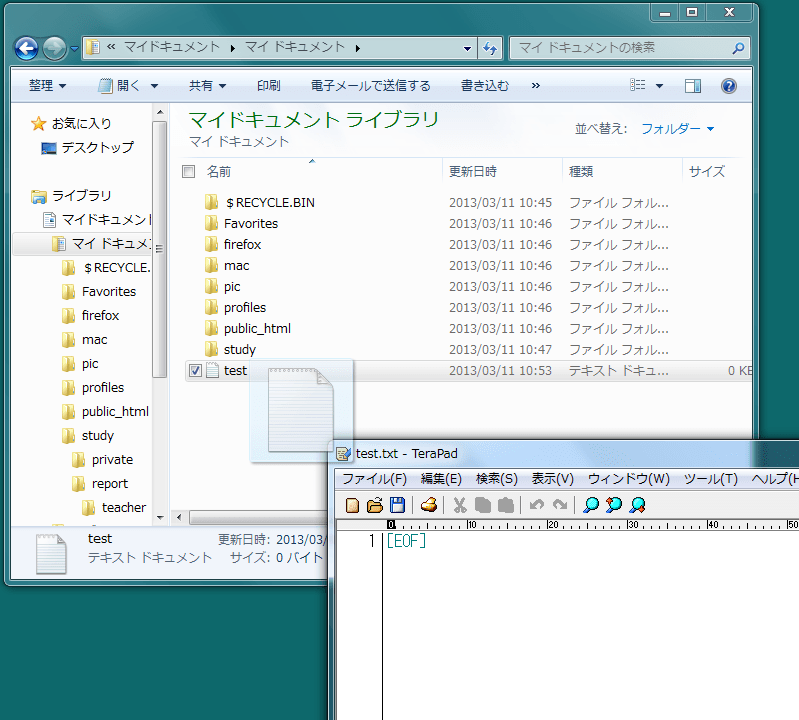 « マイドキュメント ▸ マイ ドキュメント ▸
マイ ドキュメントの検索
整理 開く 共有 印刷 電子メールで送信する 書き込む »
お気に入り
デスクトップ
ライブラリ
マイドキュメント
マイ ドキュメ
$RECYCLE.
Favorites
firefox
mac
pic
profiles
public_html
study
private
report
teacher
マイドキュメント ライブラリ
マイ ドキュメント
並べ替え: フォルダー
名前 更新日時 種類 サイズ
$RECYCLE.BIN 2013/03/11 10:45 ファイル フォル...
Favorites 2013/03/11 10:46 ファイル フォル...
firefox 2013/03/11 10:46 ファイル フォル...
mac 2013/03/11 10:46 ファイル フォル...
pic 2013/03/11 10:46 ファイル フォル...
profiles 2013/03/11 10:46 ファイル フォル...
public_html 2013/03/11 10:46 ファイル フォル...
study 2013/03/11 10:47 ファイル フォル...
test 2013/03/11 10:53 テキスト ドキュ... 0 KB
test 更新日時: 2013/03/
テキスト ドキュメント サイズ: 0 バイト
test.txt - TeraPad
ファイル(F) 編集(E) 検索(S) 表示(V) ウィンドウ(W) ツール(T) ヘルプ(H
0 10 20 30 40 50
1 [EOF]